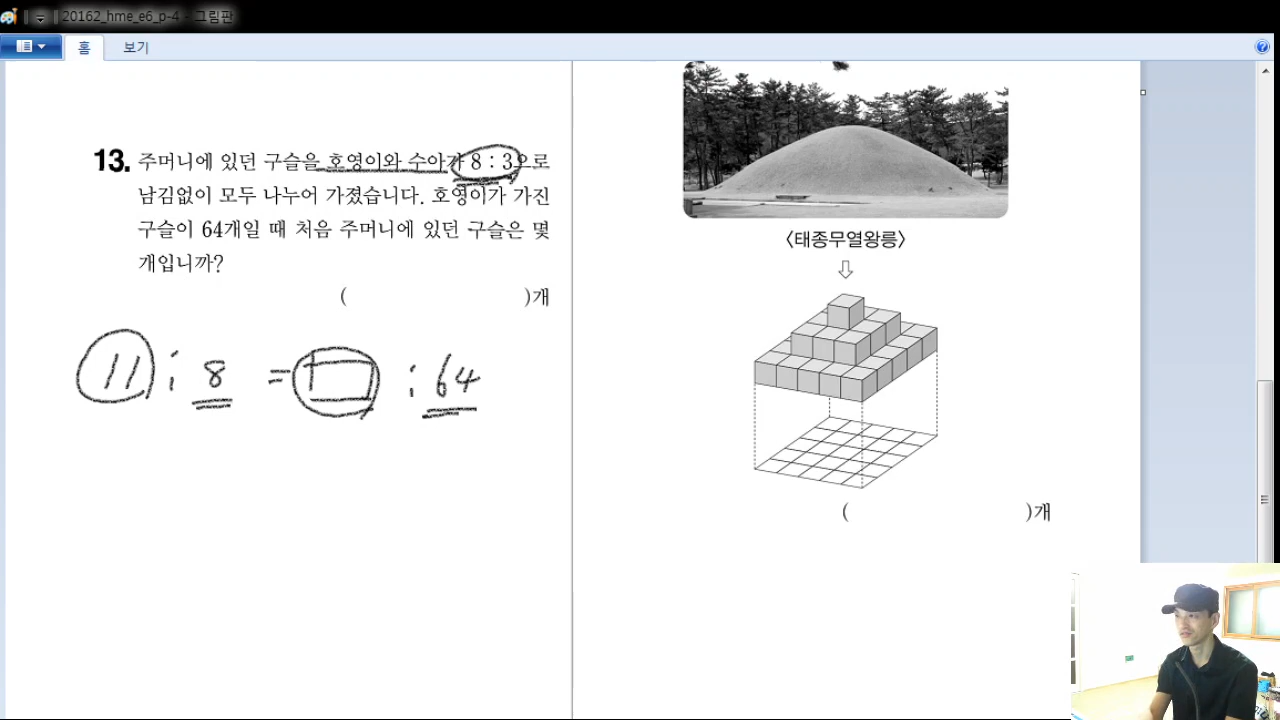 20162_hme_e6_p-4 - 그림판
홈 보기
13. 주머니에 있던 구슬을 호영이와 수아가 8 : 3으로
남김없이 모두 나누어 가졌습니다. 호영이가 가진
구슬이 64개일 때 처음 주머니에 있던 구슬은 몇
개입니까?
( )개
11 : 8 = □ : 64
〈태종무열왕릉〉
( )개